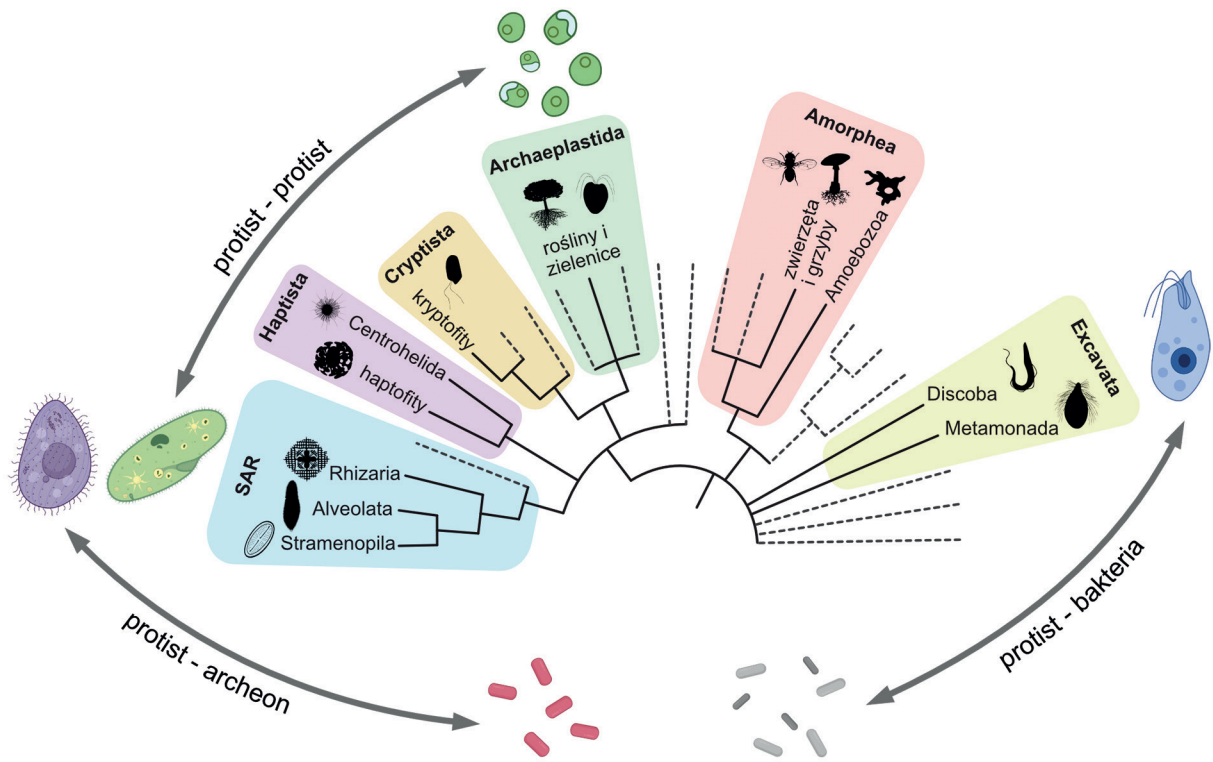 protist - protist
Archaeplastida
rośliny i
zielenice
Amorphea
zwierzęta
i grzyby
Amoebozoa
Cryptista
kryptofity
Haptista
Centrohelida
haptofity
Excavata
Discoba
Metamonada
SAR
Rhizaria
Alveolata
Stramenopila
protist - archeon
protist - bakteria